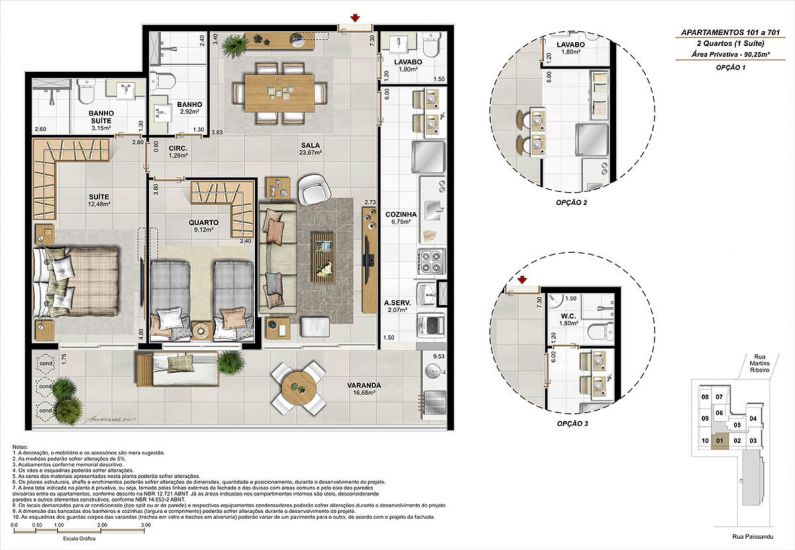 APARTAMENTOS 101 a 701
2 Quartos (1 Suíte)
Área Privativa - 90,25m²
OPÇÃO 1
2.40
3.40
7.30
LAVABO
1,80m²
1.20
6.00
BANHO
2,92m²
BANHO
SUÍTE
3,15m²
2.60
1.30
1.30
3.83
2.60
0.90
CIRC.
1,26m²
SALA
23,67m²
3.80
SUÍTE
12,48m²
QUARTO
9,12m²
2.40
2.73
COZINHA
6,75m²
A.SERV.
2,07m²
4.80
1.50
1.75
9.53
cond
cond
cond
VARANDA
16,68m²
LAVABO
1,80m²
1.20
6.00
OPÇÃO 2
7.30
1.50
W.C.
1,80m²
1.20
6.00
OPÇÃO 3
Rua
Martins
Ribeiro
08 07
09 06 04
05
10 01 02 03
Rua Paissandu
Notas:
1. A decoração, o mobiliário e os acessórios são mera sugestão.
2. As medidas poderão sofrer alterações de 5%.
3. Acabamentos conforme memorial descritivo.
4. Os vãos e esquadrias poderão sofrer alterações.
5. As cores dos materiais apresentados nesta planta poderão sofrer alterações.
6. Os pilares estruturais, shafts e enchimentos poderão sofrer alterações de dimensões, quantidade e posicionamento, durante o desenvolvimento do projeto.
7. A área total indicada na planta é privativa, ou seja, tomada pelas linhas externas da fachada e das divisas com áreas comuns e pelo eixo das paredes
divisórias entre os apartamentos, conforme descrito na NBR 12.721 ABNT. Já as áreas indicadas nos compartimentos internos são úteis, desconsiderando
paredes e outros elementos construtivos, conforme NBR 14.653-2 ABNT.
8. Os locais demarcados para ar condicionado (tipo split ou ar de parede) e respectivos equipamentos condensadores poderão sofrer alterações durante o desenvolvimento do projeto.
9. A dimensão das bancadas dos banheiros e cozinhas (largura e comprimento) poderão sofrer alterações durante o desenvolvimento do projeto.
10. As esquadrias dos guardas corpos das varandas (trechos em vidro e trechos em alvenaria) poderão variar de um pavimento para o outro, de acordo com o projeto da fachada.
0.00 0.50 1.50 3.00
Escala Gráfica